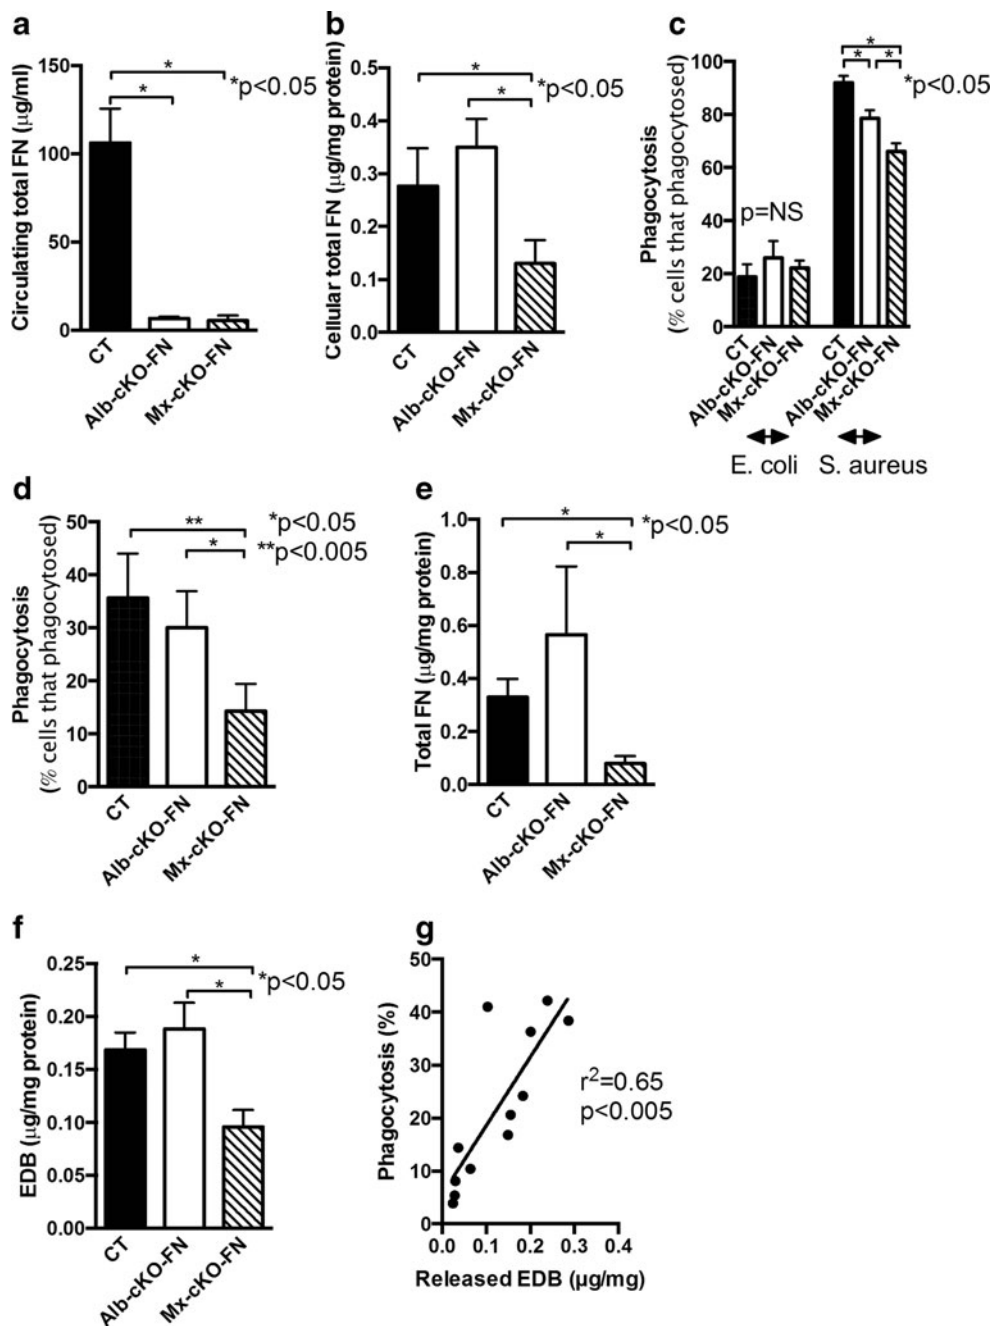 a
Circulating total FN (µg/ml)
150
100
50
0
*
*
*p<0.05
CT
Alb-cKO-FN
Mx-cKO-FN
b
Cellular total FN (µg/mg protein)
0.5
0.4
0.3
0.2
0.1
0.0
*
*
*p<0.05
CT
Alb-cKO-FN
Mx-cKO-FN
c
Phagocytosis
(% cells that phagocytosed)
100
80
60
40
20
0
p=NS
*
*
*
*p<0.05
CT
Alb-cKO-FN
Mx-cKO-FN
CT
Alb-cKO-FN
Mx-cKO-FN
E. coli
S. aureus
d
Phagocytosis
(% cells that phagocytosed)
50
40
30
20
10
0
**
*
*p<0.05
**p<0.005
CT
Alb-cKO-FN
Mx-cKO-FN
e
Total FN (µg/mg protein)
1.0
0.8
0.6
0.4
0.2
0.0
*
*
*p<0.05
CT
Alb-cKO-FN
Mx-cKO-FN
f
EDB (µg/mg protein)
0.25
0.20
0.15
0.10
0.05
0.00
*
*
*p<0.05
CT
Alb-cKO-FN
Mx-cKO-FN
g
Phagocytosis (%)
50
40
30
20
10
0
r²=0.65
p<0.005
0.0 0.1 0.2 0.3 0.4
Released EDB (µg/mg)